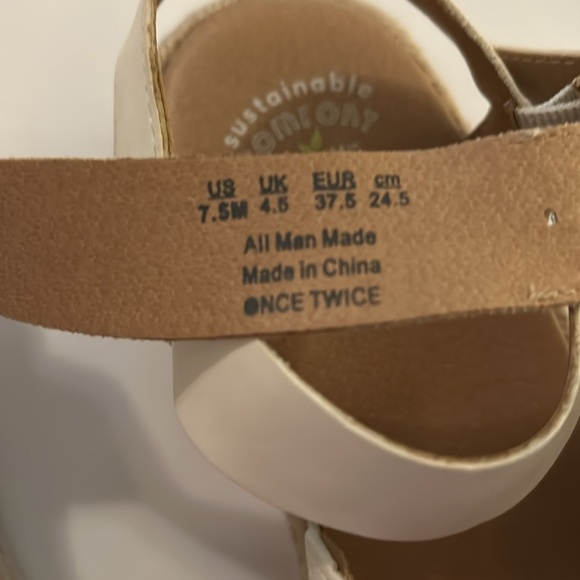 sustainable
US UK EUR cm
7.5M 4.5 37.5 24.5
All Man Made
Made in China
ONCE TWICE